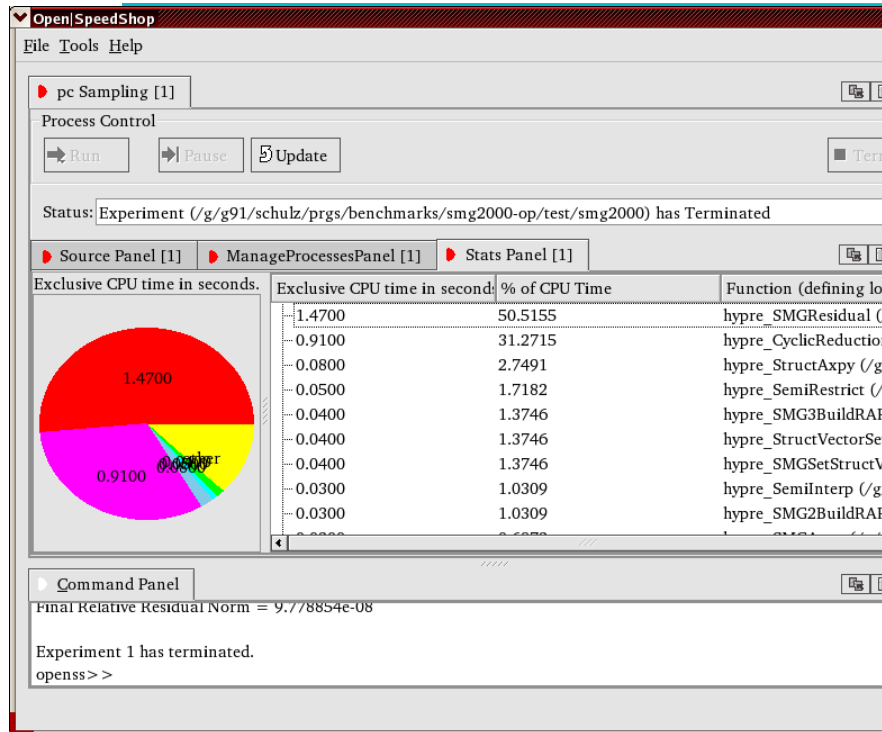 Open|SpeedShop
File Tools Help
pc Sampling [1]
Process Control
Run Pause Update
Status: Experiment (/g/g91/schulz/prgs/benchmarks/smg2000-op/test/smg2000) has Terminated
Source Panel [1] ManageProcessesPanel [1] Stats Panel [1]
Exclusive CPU time in seconds.
1.4700
0.9100
0.0800
Exclusive CPU time in seconds % of CPU Time Function (defining lo
1.4700 50.5155 hypre_SMGResidual (
0.9100 31.2715 hypre_CyclicReductio
0.0800 2.7491 hypre_StructAxpy (/g
0.0500 1.7182 hypre_SemiRestrict (/
0.0400 1.3746 hypre_SMG3BuildRAP
0.0400 1.3746 hypre_StructVectorSe
0.0400 1.3746 hypre_SMGSetStructV
0.0300 1.0309 hypre_SemiInterp (/g
0.0300 1.0309 hypre_SMG2BuildRAP
Command Panel
Final Relative Residual Norm = 9.778854e-08
Experiment 1 has terminated.
openss>>